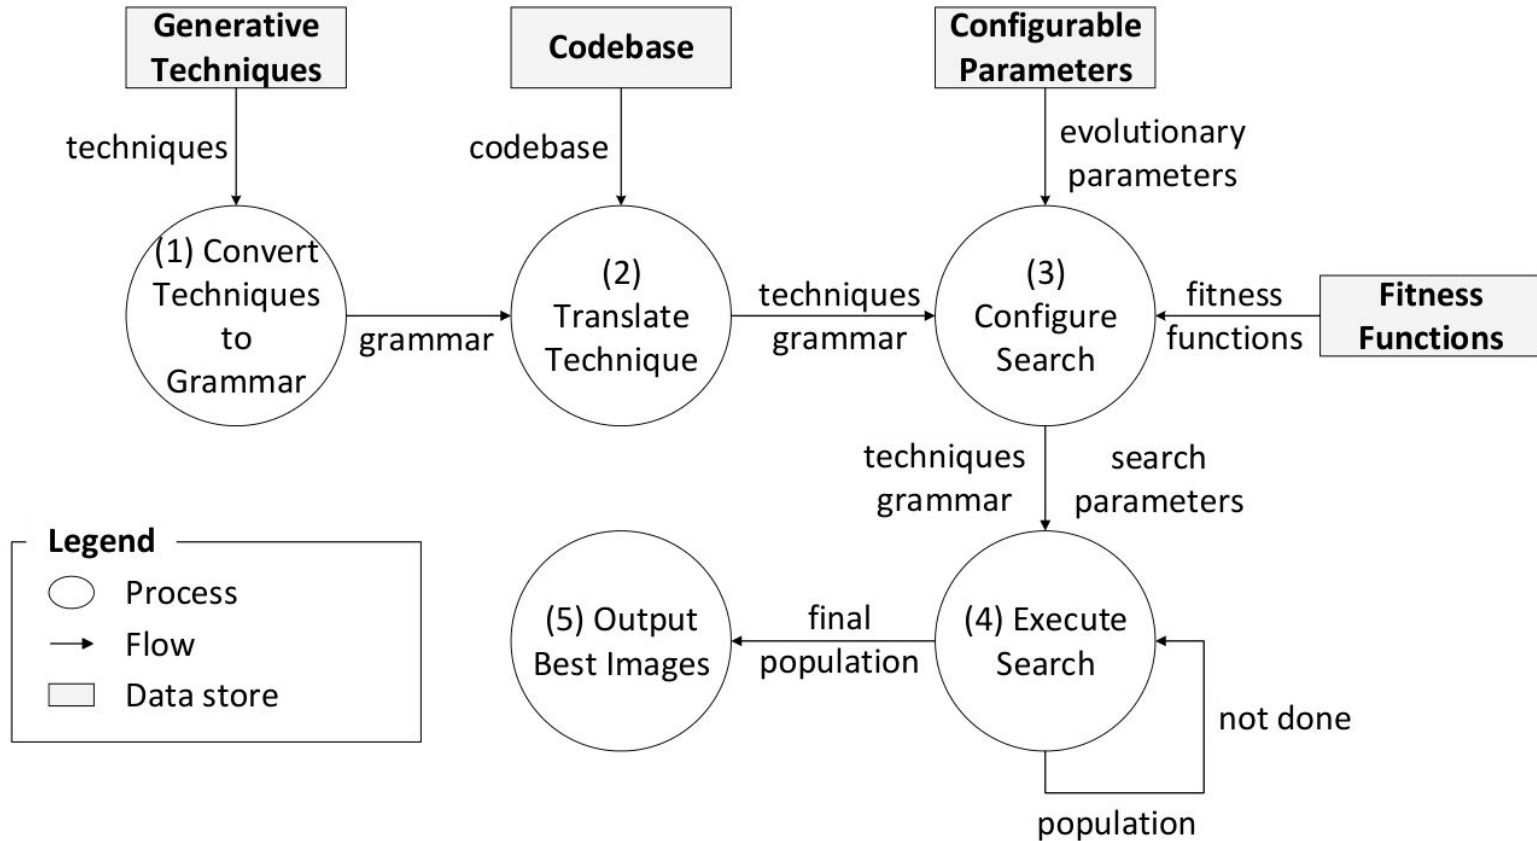 Generative
Techniques
Codebase
Configurable
Parameters
techniques
codebase
evolutionary
parameters
(1) Convert
Techniques
to
Grammar
grammar
(2)
Translate
Technique
techniques
grammar
(3)
Configure
Search
fitness
functions
Fitness
Functions
techniques
grammar
search
parameters
Legend
Process
Flow
Data store
(5) Output
Best Images
final
population
(4) Execute
Search
not done
population